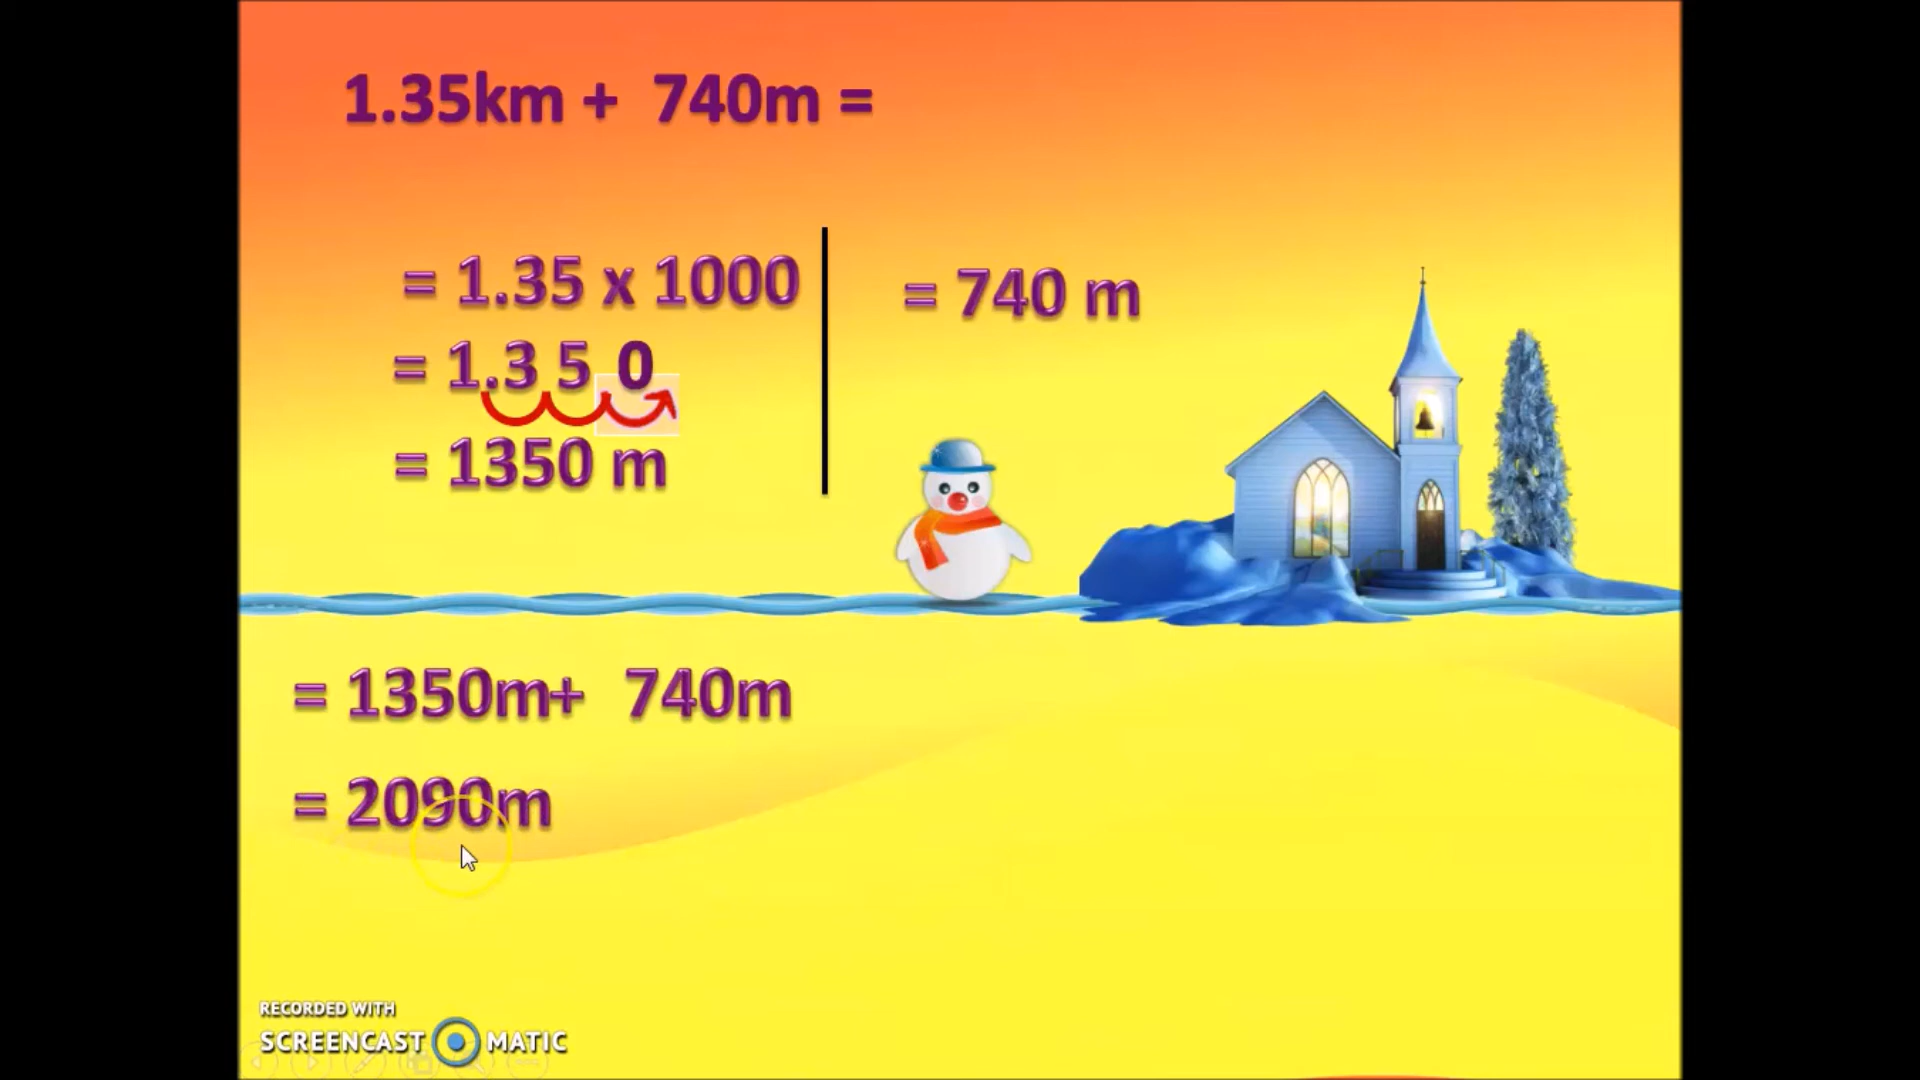 1.35km + 740m =
= 1.35 x 1000
= 1.3 5 0
= 1350 m
= 740 m
= 1350m+ 740m
= 2090m
RECORDED WITH
SCREENCAST MATIC